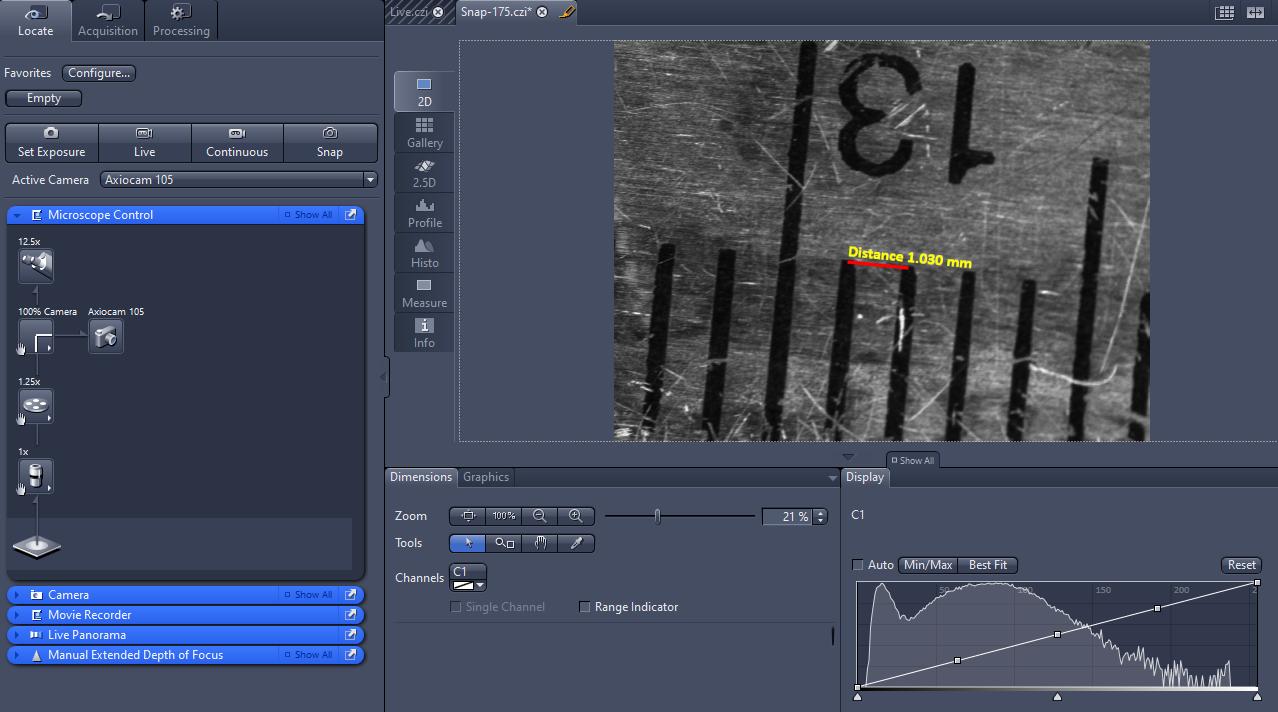 Locate
Acquisition
Processing
Live.czi
Snap-175.czi*
Favorites
Configure...
Empty
Set Exposure
Live
Continuous
Snap
Active Camera
Axiocam 105
Microscope Control
Show All
12.5x
100% Camera
Axiocam 105
1.25x
1x
Camera
Show All
Movie Recorder
Live Panorama
Manual Extended Depth of Focus
Show All
2D
Gallery
2.5D
Profile
Histo
Measure
Info
13
Distance 1.030 mm
Show All
Dimensions
Graphics
Zoom
100%
21 %
Tools
Channels
C1
Single Channel
Range Indicator
Display
C1
Auto
Min/Max
Best Fit
Reset
50
100
150
200